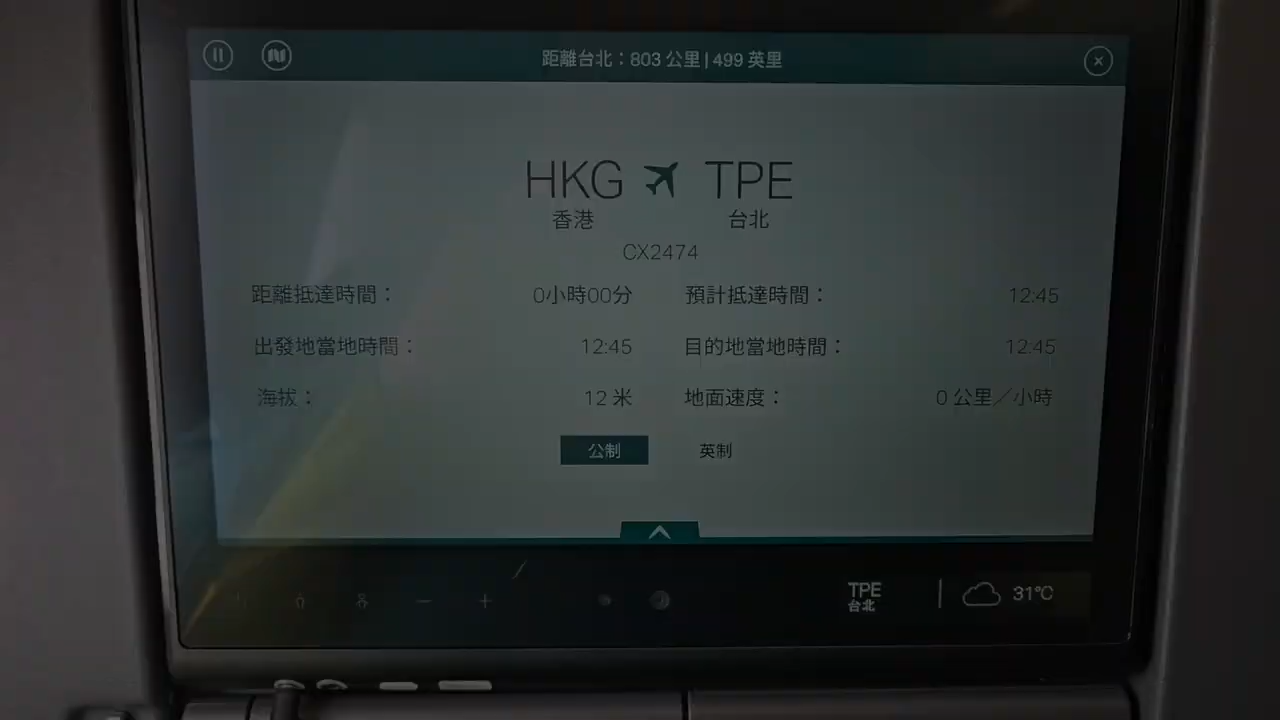 距離台北：803 公里 | 499 英里
HKG TPE
香港 台北
CX2474
距離抵達時間： 0小時00分 預計抵達時間： 12:45
出發地當地時間： 12:45 目的地當地時間： 12:45
海拔： 12 米 地面速度： 0 公里／小時
公制 英制
TPE
台北
31°C